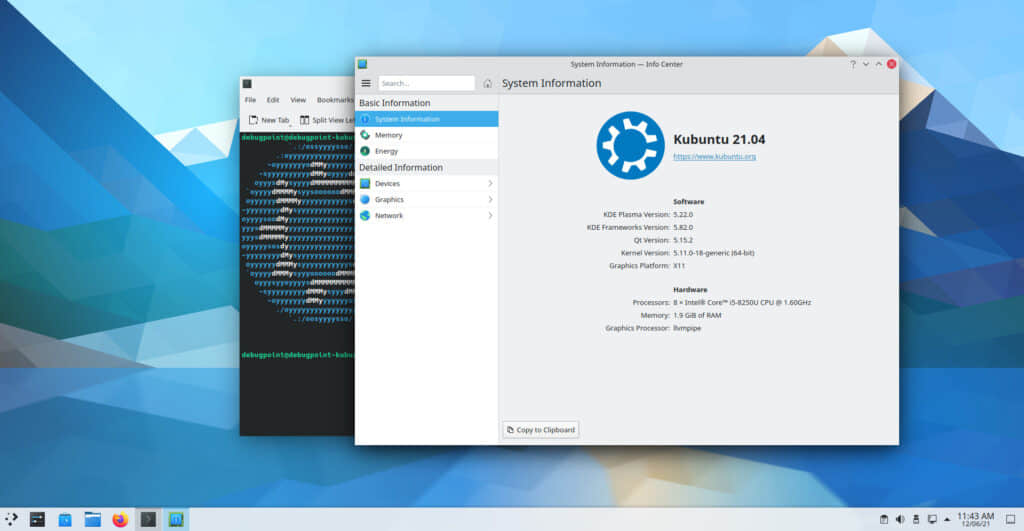 System Information — Info Center
Search...
System Information
Basic Information
System Information
Memory
Energy
Detailed Information
Devices
Graphics
Network
Kubuntu 21.04
https://www.kubuntu.org
Software
KDE Plasma Version: 5.22.0
KDE Frameworks Version: 5.82.0
Qt Version: 5.15.2
Kernel Version: 5.11.0-18-generic (64-bit)
Graphics Platform: X11
Hardware
Processors: 8 × Intel® Core™ i5-8250U CPU @ 1.60GHz
Memory: 1.9 GiB of RAM
Graphics Processor: llvmpipe
Copy to Clipboard
File Edit View Bookmarks
New Tab Split View
debugpoint@debugpoint-kubu
debugpoint@debugpoint-kubu
11:43 AM
12/06/21